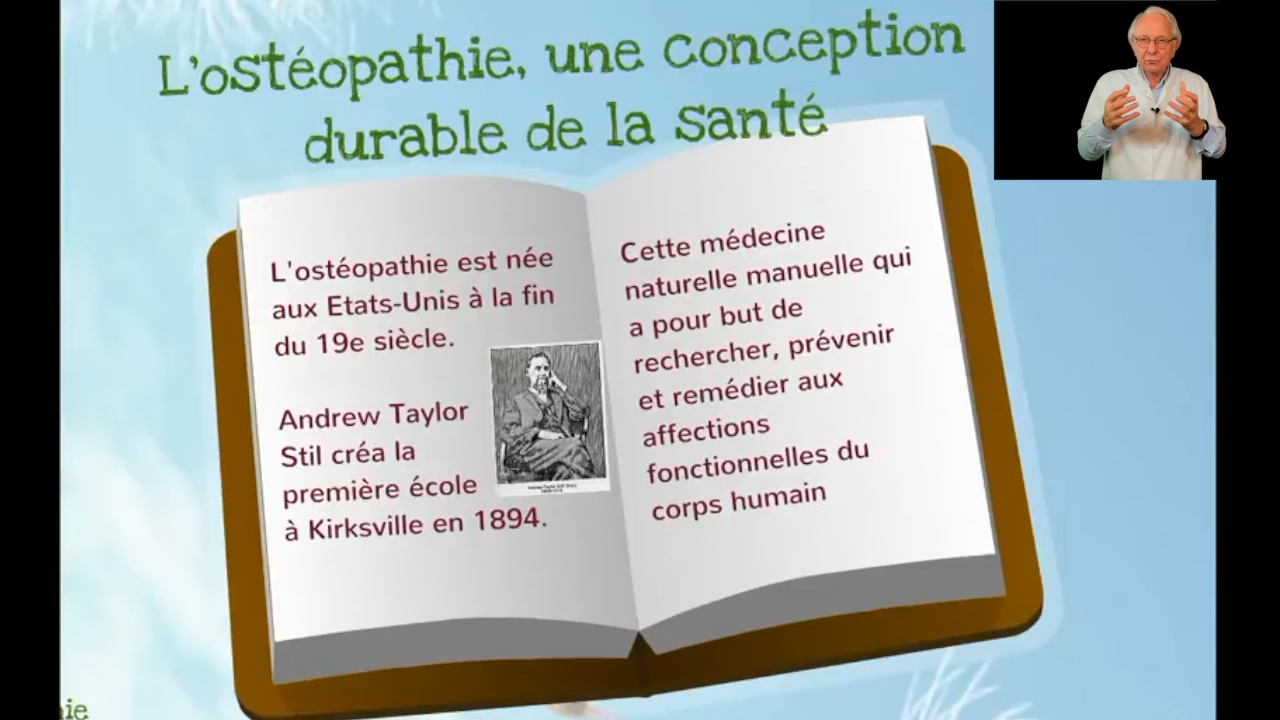 L'ostéopathie, une conception
durable de la santé
L'ostéopathie est née
aux Etats-Unis à la fin
du 19e siècle.
Andrew Taylor
Stil créa la
première école
à Kirksville en 1894.
Cette médecine
naturelle manuelle qui
a pour but de
rechercher, prévenir
et remédier aux
affections
fonctionnelles du
corps humain